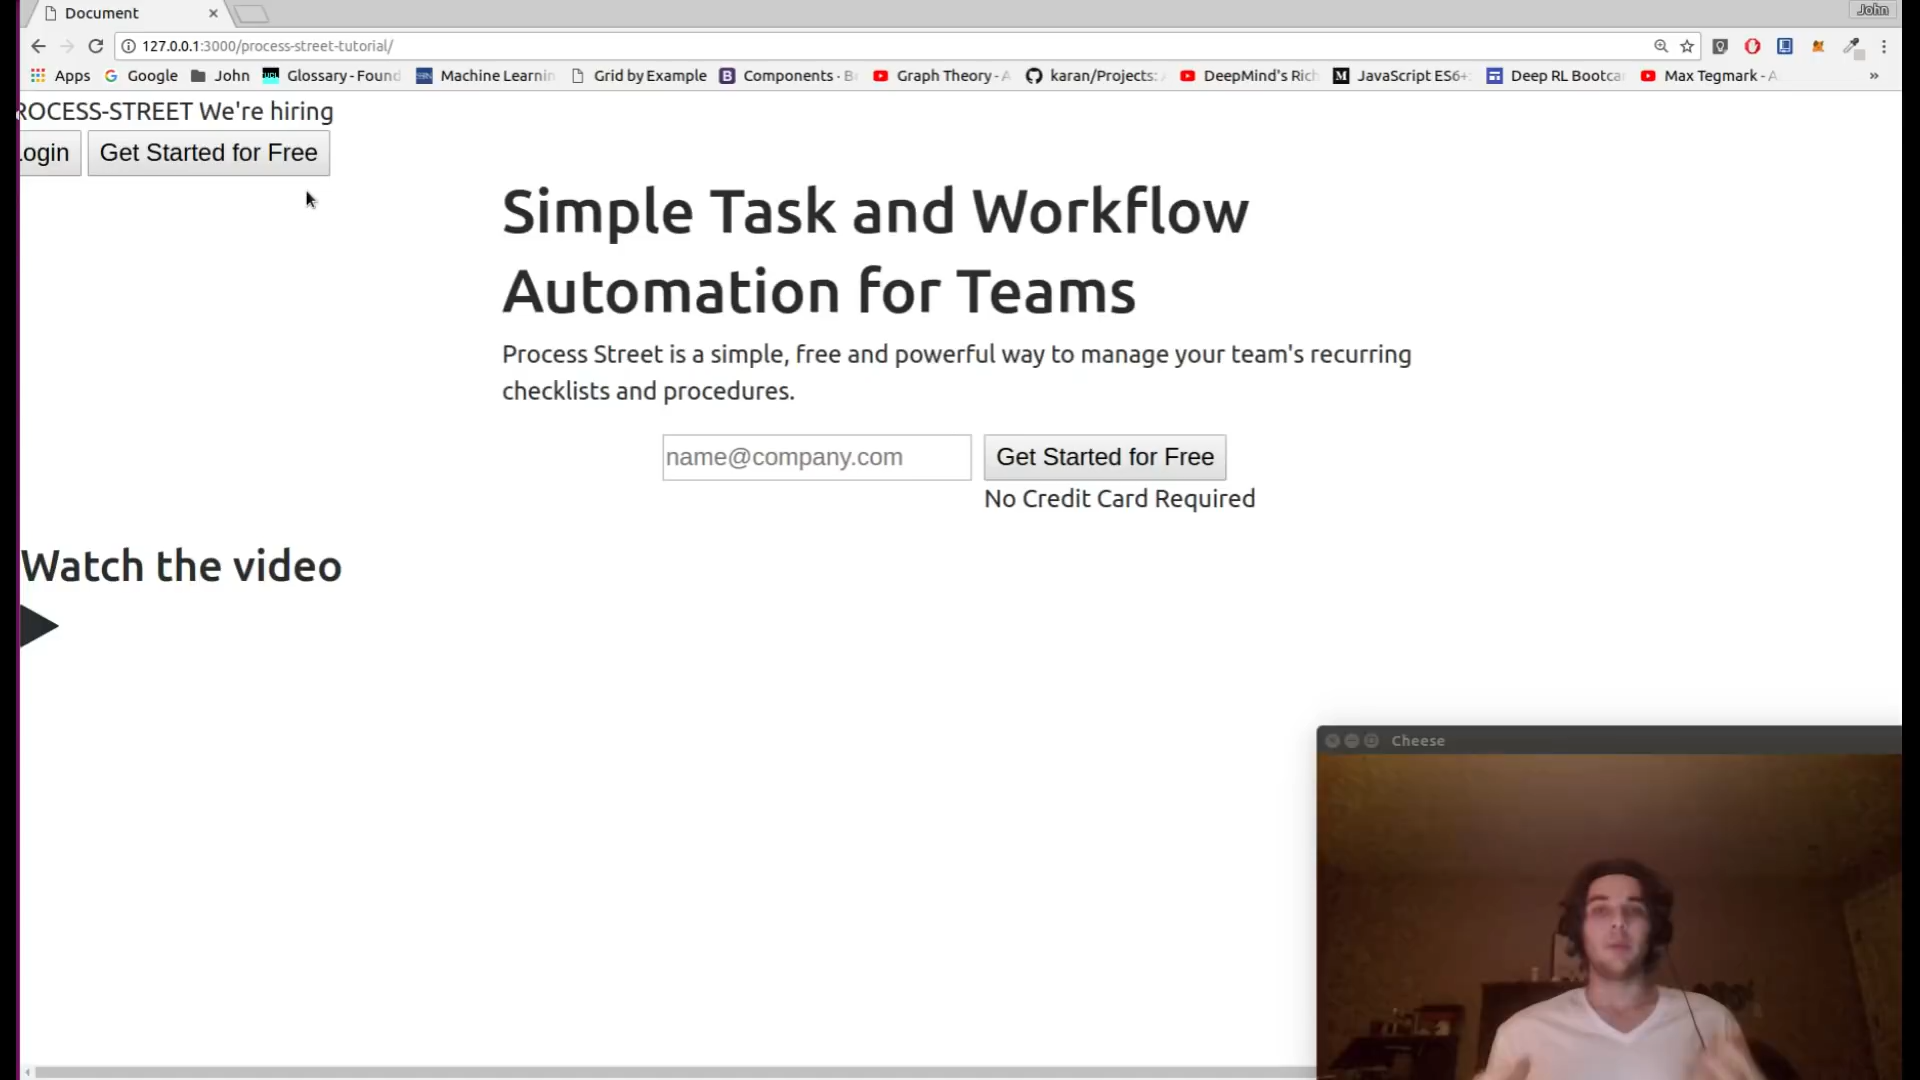 Document
John
127.0.0.1:3000/process-street-tutorial/
Apps Google John Glossary - Found Machine Learnin Grid by Example Components · B Graph Theory - A karan/Projects: DeepMind's Rich JavaScript ES6+ Deep RL Bootca Max Tegmark - A »
ROCESS-STREET We're hiring
ogin Get Started for Free
Simple Task and Workflow
Automation for Teams
Process Street is a simple, free and powerful way to manage your team's recurring
checklists and procedures.
name@company.com Get Started for Free
No Credit Card Required
Watch the video
Cheese